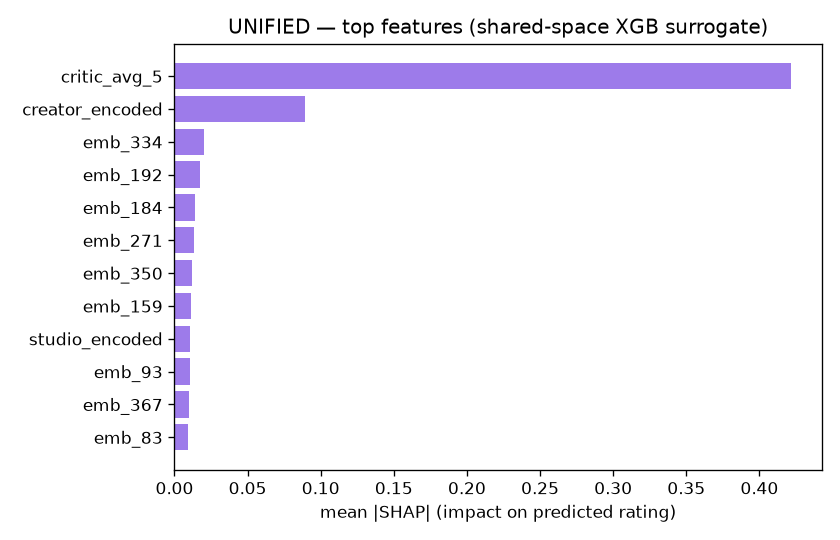 UNIFIED — top features (shared-space XGB surrogate)
critic_avg_5
creator_encoded
emb_334
emb_192
emb_184
emb_271
emb_350
emb_159
studio_encoded
emb_93
emb_367
emb_83
0.00 0.05 0.10 0.15 0.20 0.25 0.30 0.35 0.40
mean |SHAP| (impact on predicted rating)